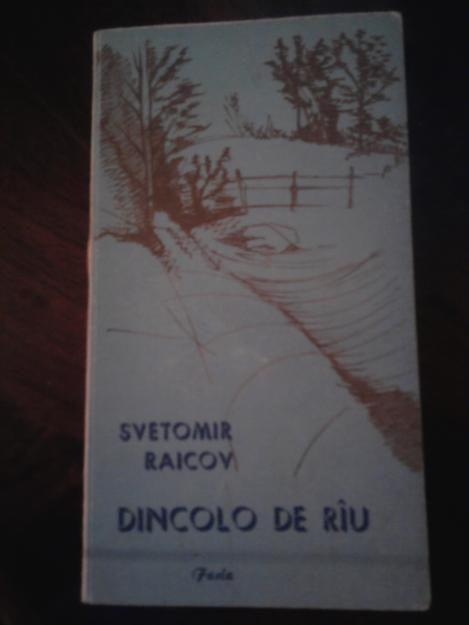 SVETOMIR
RAICOV
DINCOLO DE RÎU
Facla